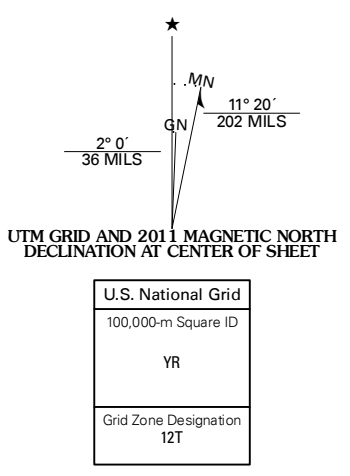 ★
MN
11° 20´
202 MILS
GN
2° 0´
36 MILS
UTM GRID AND 2011 MAGNETIC NORTH
DECLINATION AT CENTER OF SHEET
U.S. National Grid
100,000-m Square ID
YR
Grid Zone Designation
12T